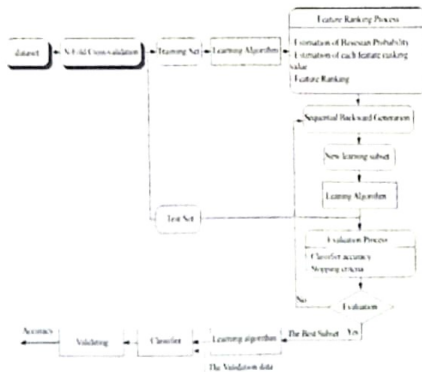 Feature Ranking Process
dataset
N-Fold Cross-validation
Training Set
Learning Algorithm
- Estimation of Bayesian Probability
- Estimation of each feature ranking
value
- Feature Ranking
Sequential Backward Generation
New learning subset
Learning Algorithm
Test Set
Evaluation Process
- Classifier accuracy
- Stopping criteria
No
Evaluation
Yes
The Best Subset
Learning algorithm
Classifier
Validating
Accuracy
The Validation data